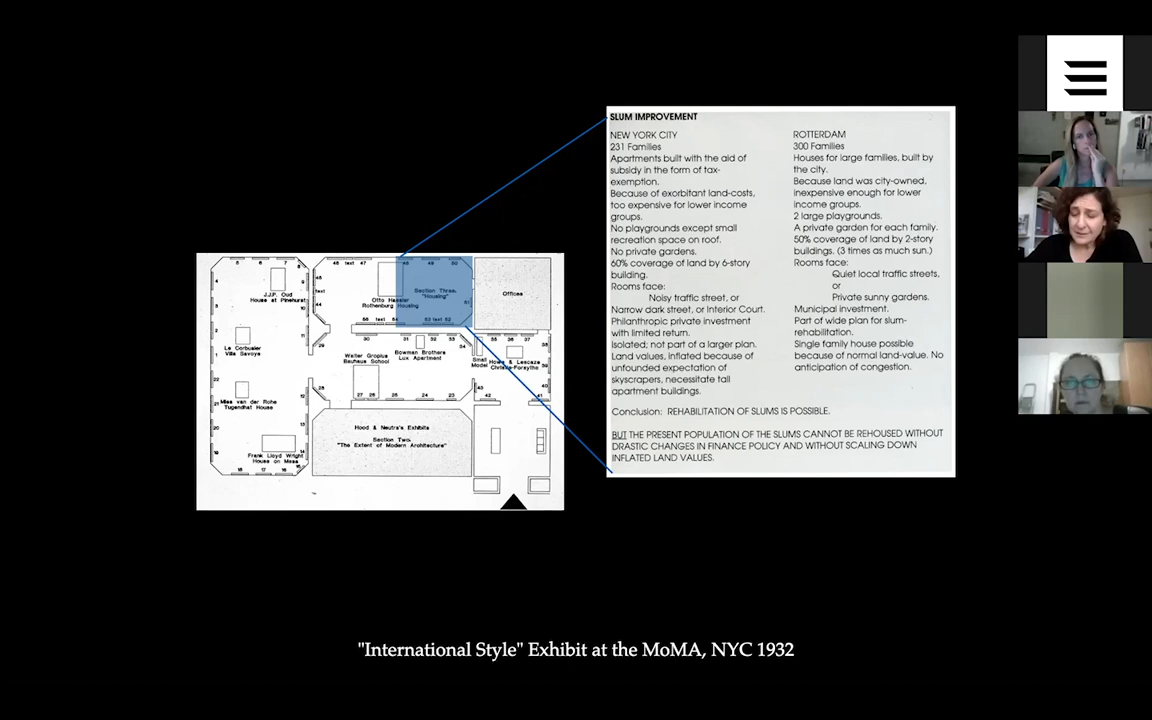 SLUM IMPROVEMENT
NEW YORK CITY
231 Families
Apartments built with the aid of
subsidy in the form of tax-
exemption.
Because of exorbitant land-costs,
too expensive for lower income
groups.
No playgrounds except small
recreation space on roof.
No private gardens.
60% coverage of land by 6-story
building.
Rooms face:
Noisy traffic street, or
Narrow dark street, or Interior Court.
Philanthropic private investment
with limited return.
Isolated; not part of a larger plan.
Land values, inflated because of
unfounded expectation of
skyscrapers, necessitate tall
apartment buildings.
ROTTERDAM
300 Families
Houses for large families, built by
the city.
Because land was city-owned,
inexpensive enough for lower
income groups.
2 large playgrounds.
A private garden for each family.
50% coverage of land by 2-story
buildings. (3 times as much sun.)
Rooms face:
Quiet local traffic streets,
or
Private sunny gardens.
Municipal investment.
Part of wide plan for slum-
rehabilitation.
Single family house possible
because of normal land-value. No
anticipation of congestion.
Conclusion: REHABILITATION OF SLUMS IS POSSIBLE.
BUT THE PRESENT POPULATION OF THE SLUMS CANNOT BE REHOUSED WITHOUT
DRASTIC CHANGES IN FINANCE POLICY AND WITHOUT SCALING DOWN
INFLATED LAND VALUES.
J.J.P. Oud
House at Pinehurst
Otto Haesler
Rothenburg Housing
Section Three.
"Housing"
Offices
Le Corbusier
Villa Savoye
Walter Gropius
Bauhaus School
Bowman Brothers
Lux Apartment
Small
Model
Howe & Lescaze
Chrystie-Forsythe
Mies van der Rohe
Tugendhat House
Hood & Neutra's Exhibits
Section Two.
"The Extent of Modern Architecture"
Frank Lloyd Wright
House on Mesa
"International Style" Exhibit at the MoMA, NYC 1932